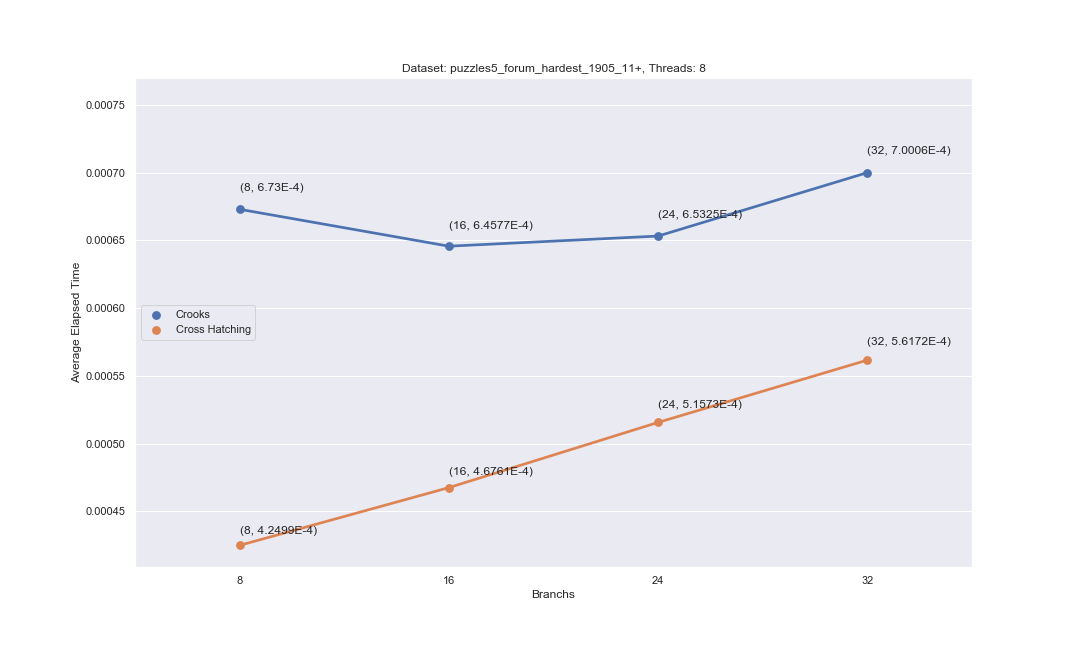 Dataset: puzzles5_forum_hardest_1905_11+, Threads: 8
0.00075
0.00070
0.00065
0.00060
0.00055
0.00050
0.00045
Average Elapsed Time
(8, 6.73E-4)
(16, 6.4577E-4)
(24, 6.5325E-4)
(32, 7.0006E-4)
Crooks
Cross Hatching
(8, 4.2499E-4)
(16, 4.6761E-4)
(24, 5.1573E-4)
(32, 5.6172E-4)
8 16 24 32
Branchs